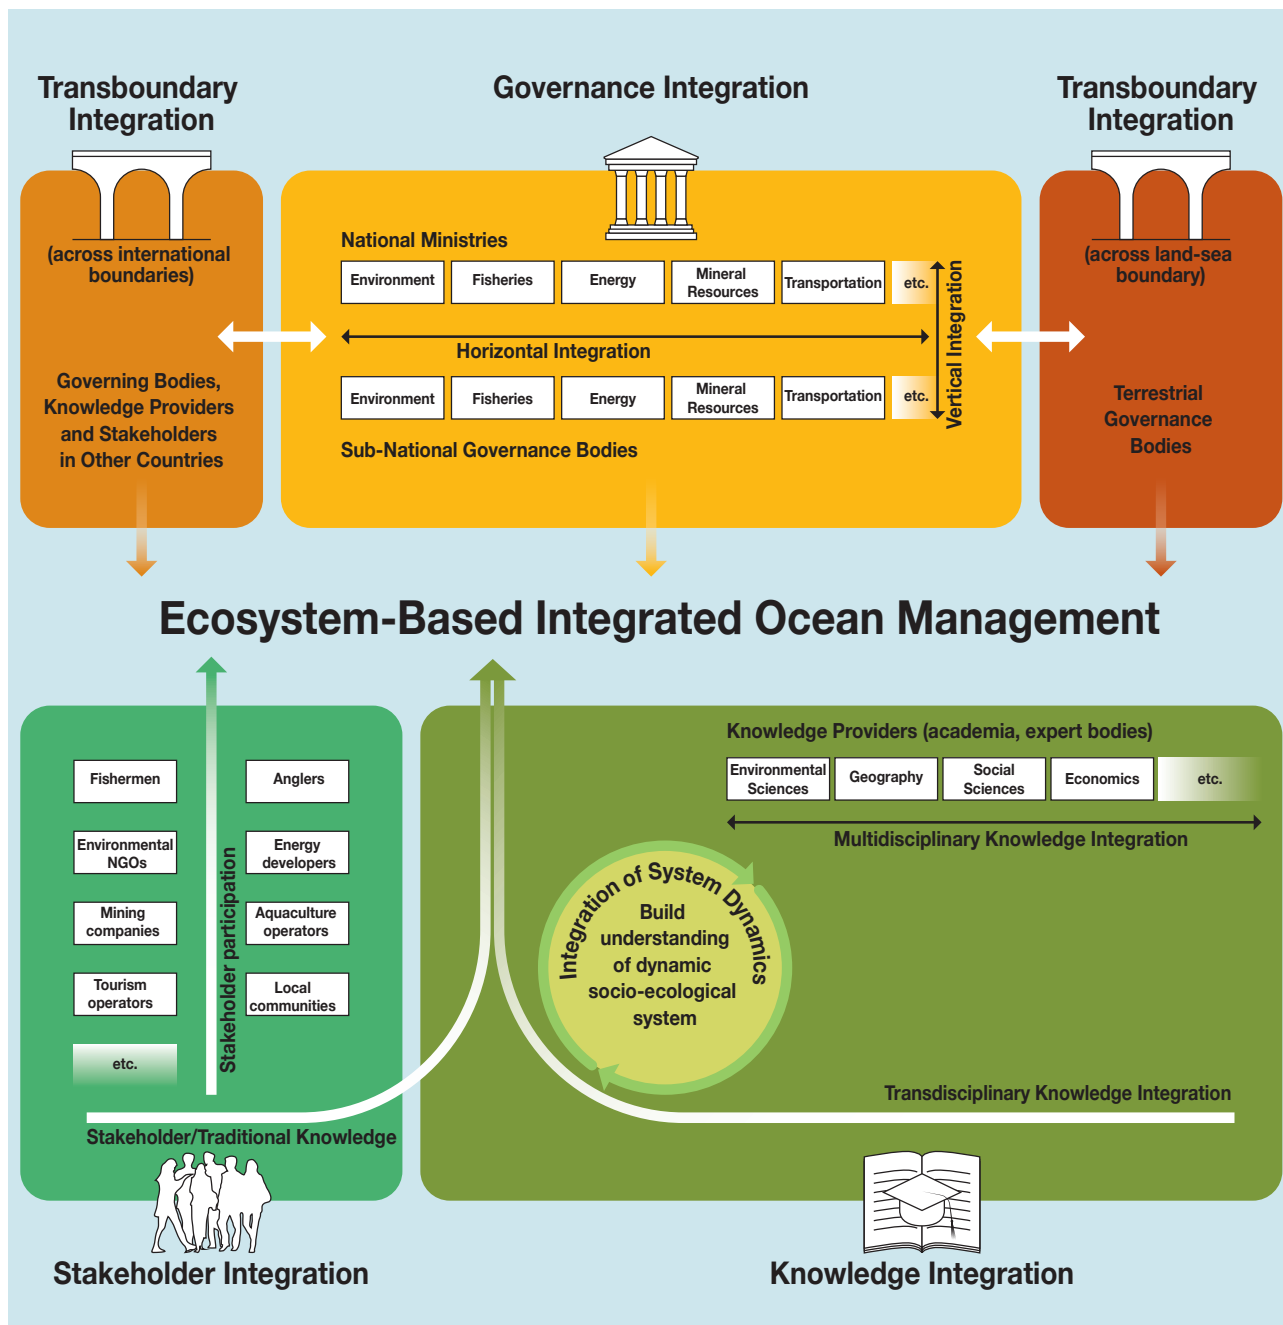 Transboundary
Integration
(across international
boundaries)
Governing Bodies,
Knowledge Providers
and Stakeholders
in Other Countries
Governance Integration
National Ministries
Environment
Fisheries
Energy
Mineral
Resources
Transportation
etc.
Horizontal Integration
Vertical Integration
Environment
Fisheries
Energy
Mineral
Resources
Transportation
etc.
Sub-National Governance Bodies
Transboundary
Integration
(across land-sea
boundary)
Terrestrial
Governance
Bodies
Ecosystem-Based Integrated Ocean Management
Fishermen
Anglers
Environmental
NGOs
Energy
developers
Mining
companies
Aquaculture
operators
Tourism
operators
Local
communities
etc.
Stakeholder participation
Stakeholder/Traditional Knowledge
Stakeholder Integration
Knowledge Providers (academia, expert bodies)
Environmental
Sciences
Geography
Social
Sciences
Economics
etc.
Multidisciplinary Knowledge Integration
Integration of System Dynamics
Build
understanding
of dynamic
socio-ecological
system
Transdisciplinary Knowledge Integration
Knowledge Integration